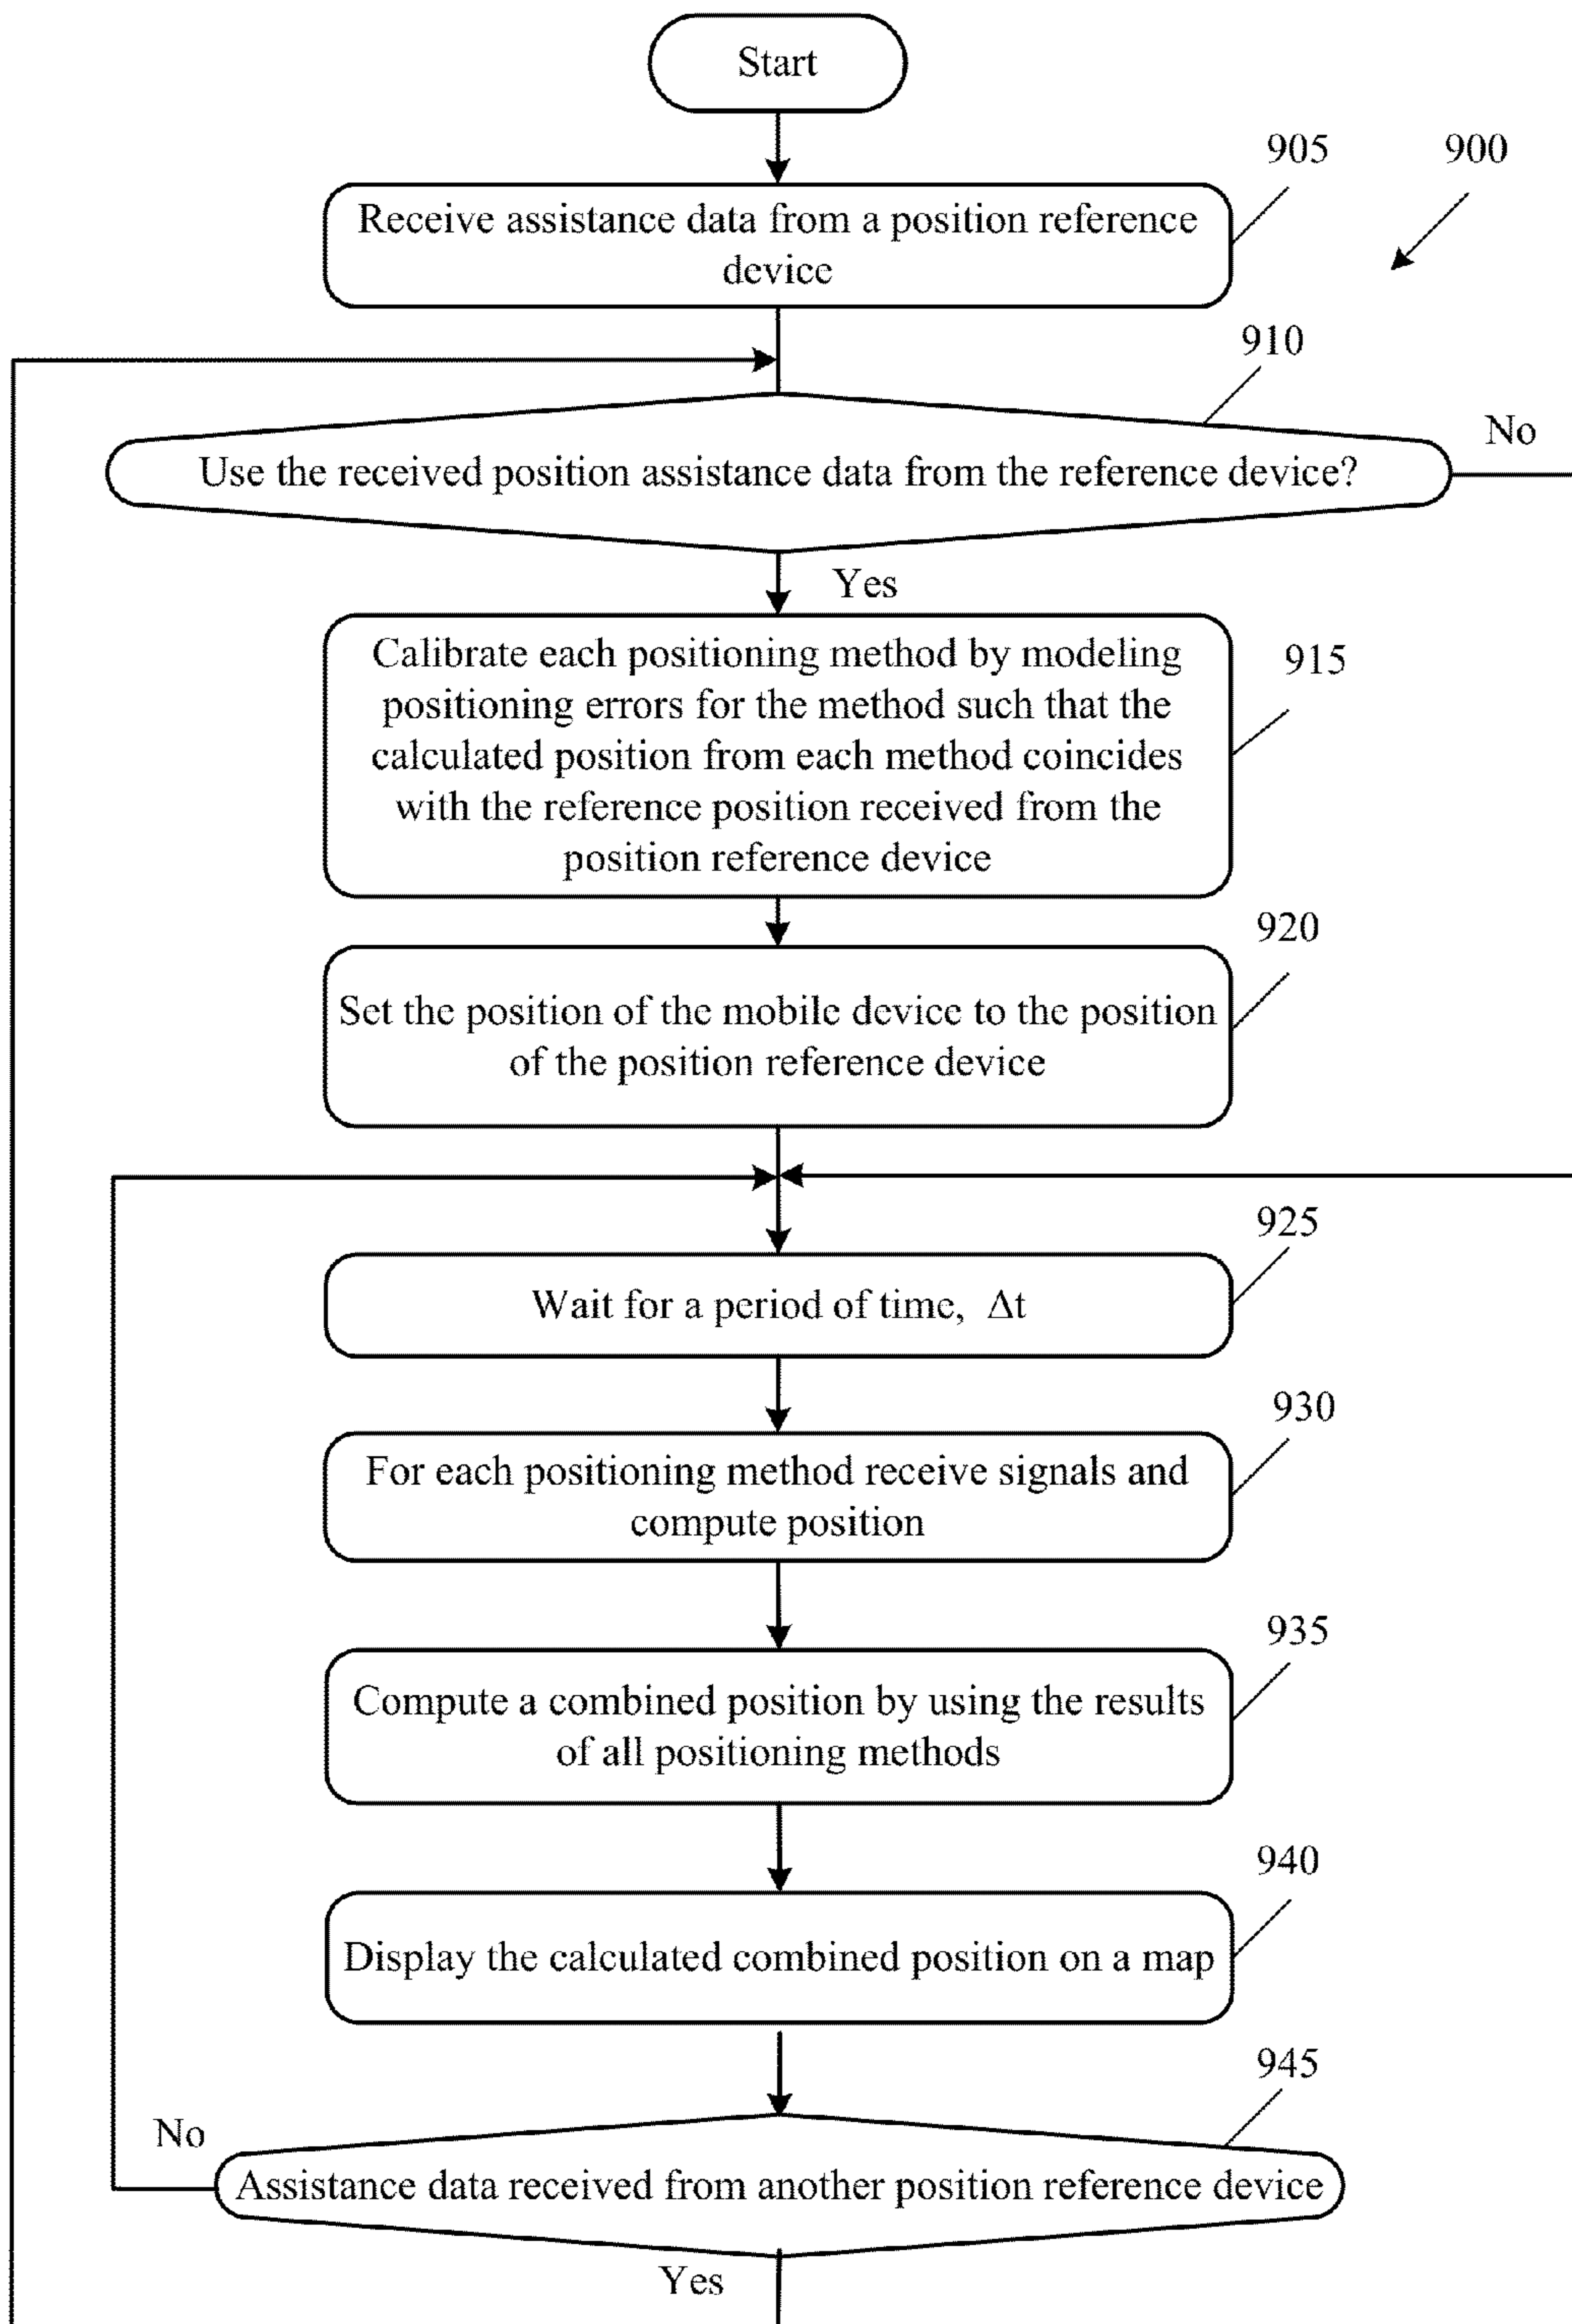 Start
905
900
Receive assistance data from a position reference
device
910
No
Use the received position assistance data from the reference device?
Yes
Calibrate each positioning method by modeling
positioning errors for the method such that the
calculated position from each method coincides
with the reference position received from the
position reference device
915
920
Set the position of the mobile device to the position
of the position reference device
925
Wait for a period of time, Δt
930
For each positioning method receive signals and
compute position
935
Compute a combined position by using the results
of all positioning methods
940
Display the calculated combined position on a map
945
No
Assistance data received from another position reference device
Yes